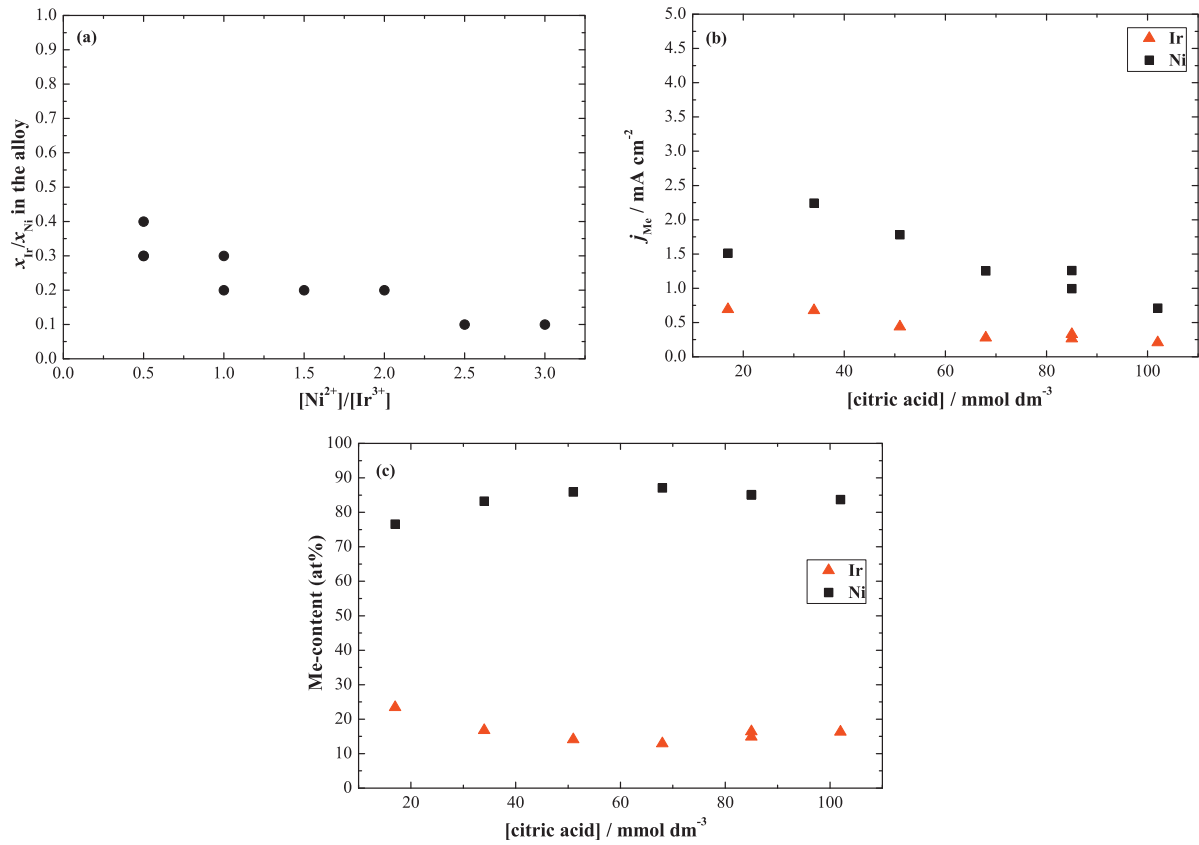 (a)
1.0
0.9
0.8
0.7
0.6
0.5
0.4
0.3
0.2
0.1
0.0
x_Ir/x_Ni in the alloy
0.0 0.5 1.0 1.5 2.0 2.5 3.0
[Ni²⁺]/[Ir³⁺]
(b)
Ir
Ni
5.0
4.5
4.0
3.5
3.0
2.5
2.0
1.5
1.0
0.5
0.0
j_Me / mA cm⁻²
20 40 60 80 100
[citric acid] / mmol dm⁻³
(c)
100
90
80
70
60
50
40
30
20
10
0
Me-content (at%)
Ir
Ni
20 40 60 80 100
[citric acid] / mmol dm⁻³